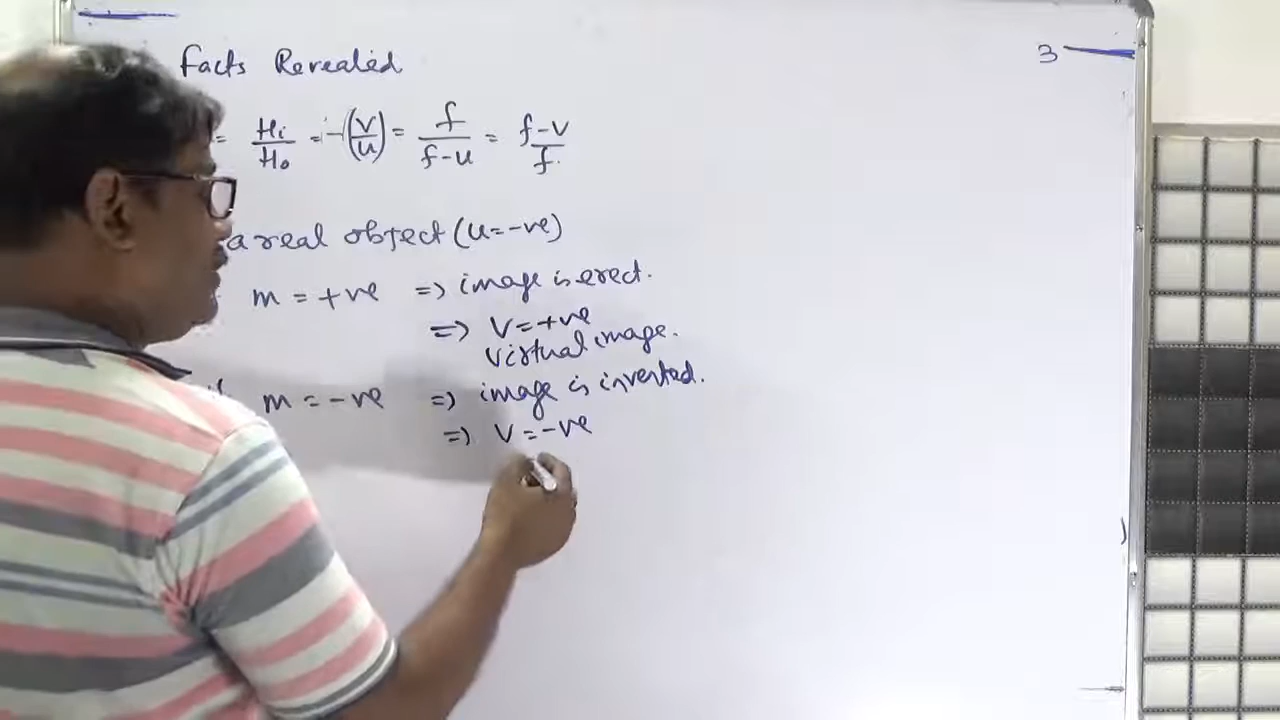 Facts Revealed
3
= Hi/Ho = -(v/u) = f/f-u = f-v/f
a real object (u=-ve)
m = +ve => image is erect.
=> V=+ve
Virtual image.
m = -ve => image is inverted.
=> V=-ve